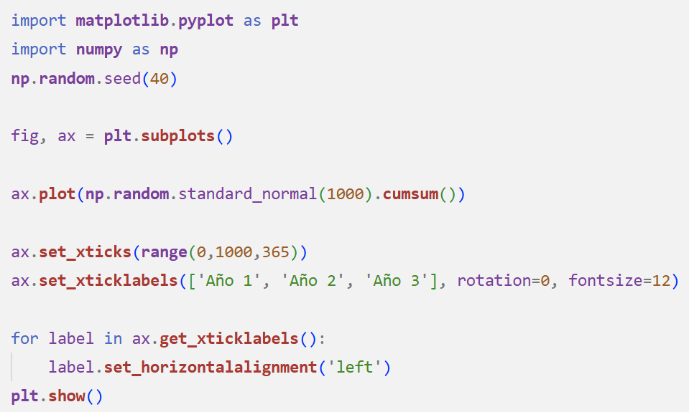 import matplotlib.pyplot as plt
import numpy as np
np.random.seed(40)
fig, ax = plt.subplots()
ax.plot(np.random.standard_normal(1000).cumsum())
ax.set_xticks(range(0,1000,365))
ax.set_xticklabels(['Año 1', 'Año 2', 'Año 3'], rotation=0, fontsize=12)
for label in ax.get_xticklabels():
    label.set_horizontalalignment('left')
plt.show()